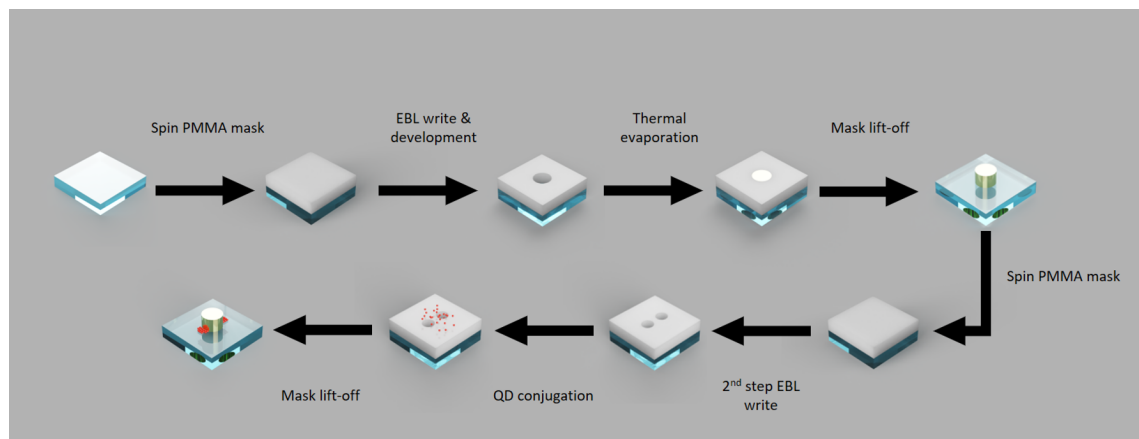 Spin PMMA mask
EBL write &
development
Thermal
evaporation
Mask lift-off
Spin PMMA mask
2nd step EBL
write
QD conjugation
Mask lift-off